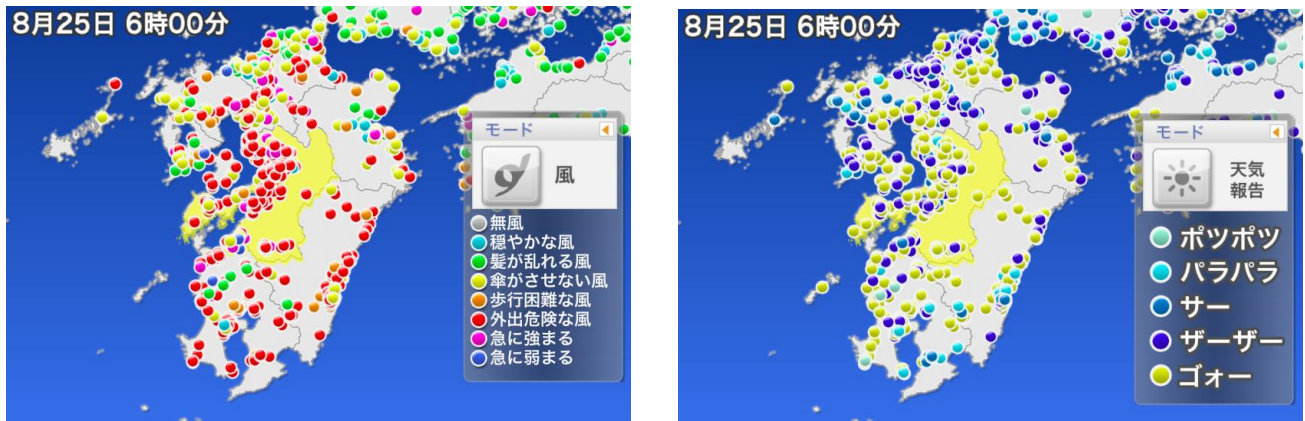 8月25日 6時00分
モード
風
無風
穏やかな風
髪が乱れる風
傘がさせない風
歩行困難な風
外出危険な風
急に強まる
急に弱まる
8月25日 6時00分
モード
天気
報告
ポツポツ
パラパラ
サー
ザーザー
ゴォー